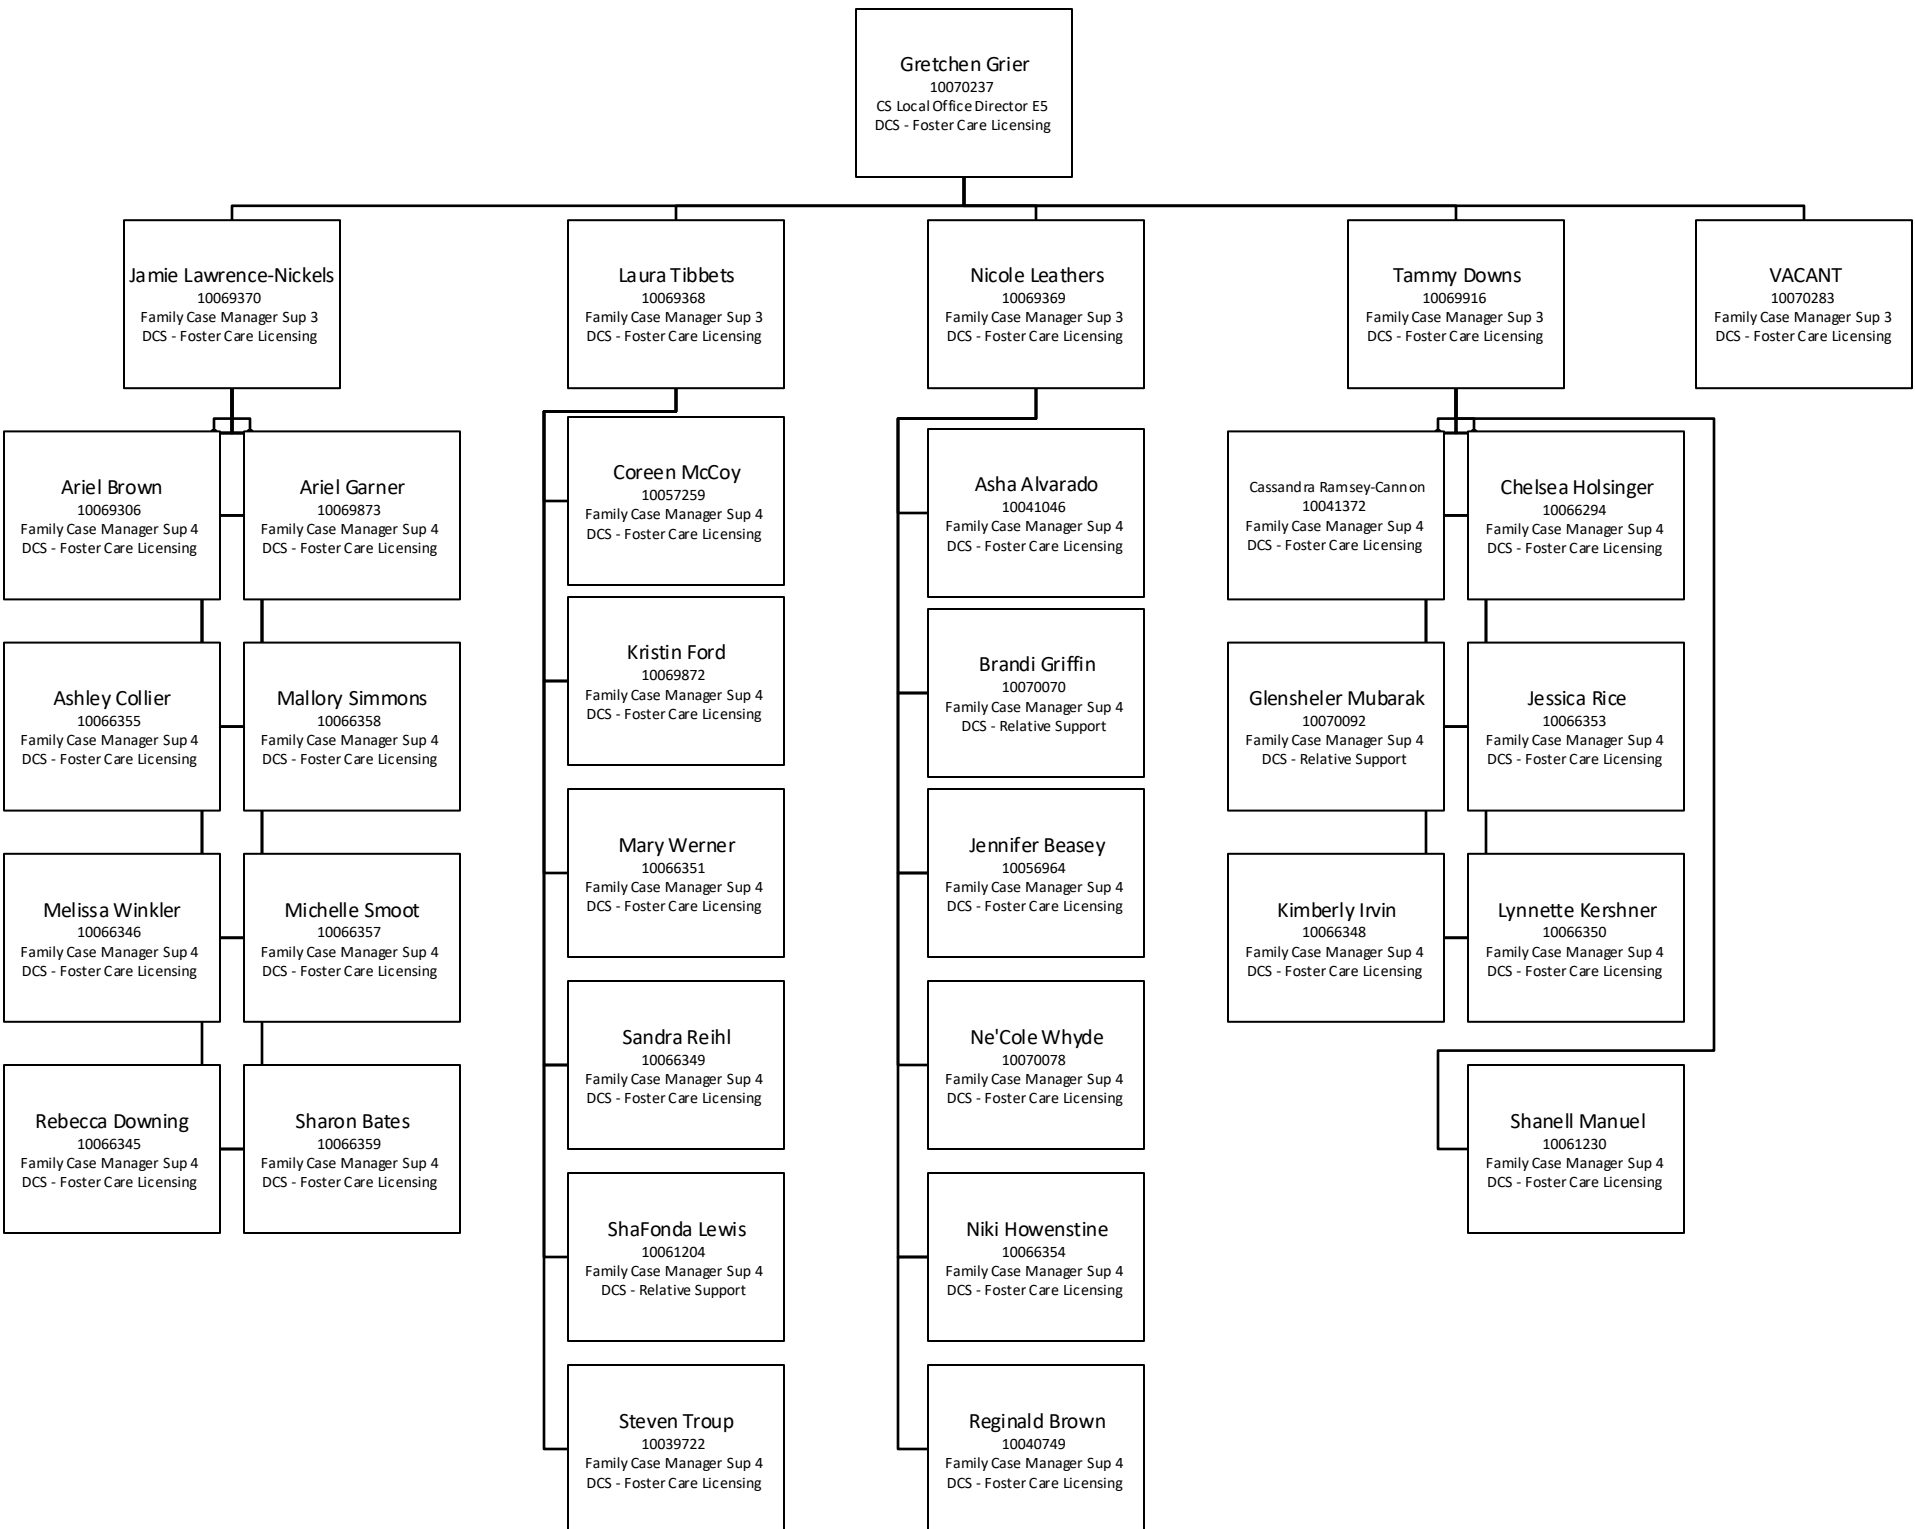 Gretchen Grier
10070237
CS Local Office Director E5
DCS - Foster Care Licensing
Jamie Lawrence-Nickels
10069370
Family Case Manager Sup 3
DCS - Foster Care Licensing
Laura Tibbets
10069368
Family Case Manager Sup 3
DCS - Foster Care Licensing
Nicole Leathers
10069369
Family Case Manager Sup 3
DCS - Foster Care Licensing
Tammy Downs
10069916
Family Case Manager Sup 3
DCS - Foster Care Licensing
VACANT
10070283
Family Case Manager Sup 3
DCS - Foster Care Licensing
Ariel Brown
10069306
Family Case Manager Sup 4
DCS - Foster Care Licensing
Ariel Garner
10069873
Family Case Manager Sup 4
DCS - Foster Care Licensing
Ashley Collier
10066355
Family Case Manager Sup 4
DCS - Foster Care Licensing
Mallory Simmons
10066358
Family Case Manager Sup 4
DCS - Foster Care Licensing
Melissa Winkler
10066346
Family Case Manager Sup 4
DCS - Foster Care Licensing
Michelle Smoot
10066357
Family Case Manager Sup 4
DCS - Foster Care Licensing
Rebecca Downing
10066345
Family Case Manager Sup 4
DCS - Foster Care Licensing
Sharon Bates
10066359
Family Case Manager Sup 4
DCS - Foster Care Licensing
Coreen McCoy
10057259
Family Case Manager Sup 4
DCS - Foster Care Licensing
Kristin Ford
10069872
Family Case Manager Sup 4
DCS - Foster Care Licensing
Mary Werner
10066351
Family Case Manager Sup 4
DCS - Foster Care Licensing
Sandra Reihl
10066349
Family Case Manager Sup 4
DCS - Foster Care Licensing
ShaFonda Lewis
10061204
Family Case Manager Sup 4
DCS - Relative Support
Steven Troup
10039722
Family Case Manager Sup 4
DCS - Foster Care Licensing
Asha Alvarado
10041046
Family Case Manager Sup 4
DCS - Foster Care Licensing
Brandi Griffin
10070070
Family Case Manager Sup 4
DCS - Relative Support
Jennifer Beasey
10056964
Family Case Manager Sup 4
DCS - Foster Care Licensing
Ne'Cole Whyde
10070078
Family Case Manager Sup 4
DCS - Foster Care Licensing
Niki Howenstine
10066354
Family Case Manager Sup 4
DCS - Foster Care Licensing
Reginald Brown
10040749
Family Case Manager Sup 4
DCS - Foster Care Licensing
Cassandra Ramsey-Cannon
10041372
Family Case Manager Sup 4
DCS - Foster Care Licensing
Chelsea Holsinger
10066294
Family Case Manager Sup 4
DCS - Foster Care Licensing
Glensheler Mubarak
10070092
Family Case Manager Sup 4
DCS - Relative Support
Jessica Rice
10066353
Family Case Manager Sup 4
DCS - Foster Care Licensing
Kimberly Irvin
10066348
Family Case Manager Sup 4
DCS - Foster Care Licensing
Lynnette Kershner
10066350
Family Case Manager Sup 4
DCS - Foster Care Licensing
Shanell Manuel
10061230
Family Case Manager Sup 4
DCS - Foster Care Licensing